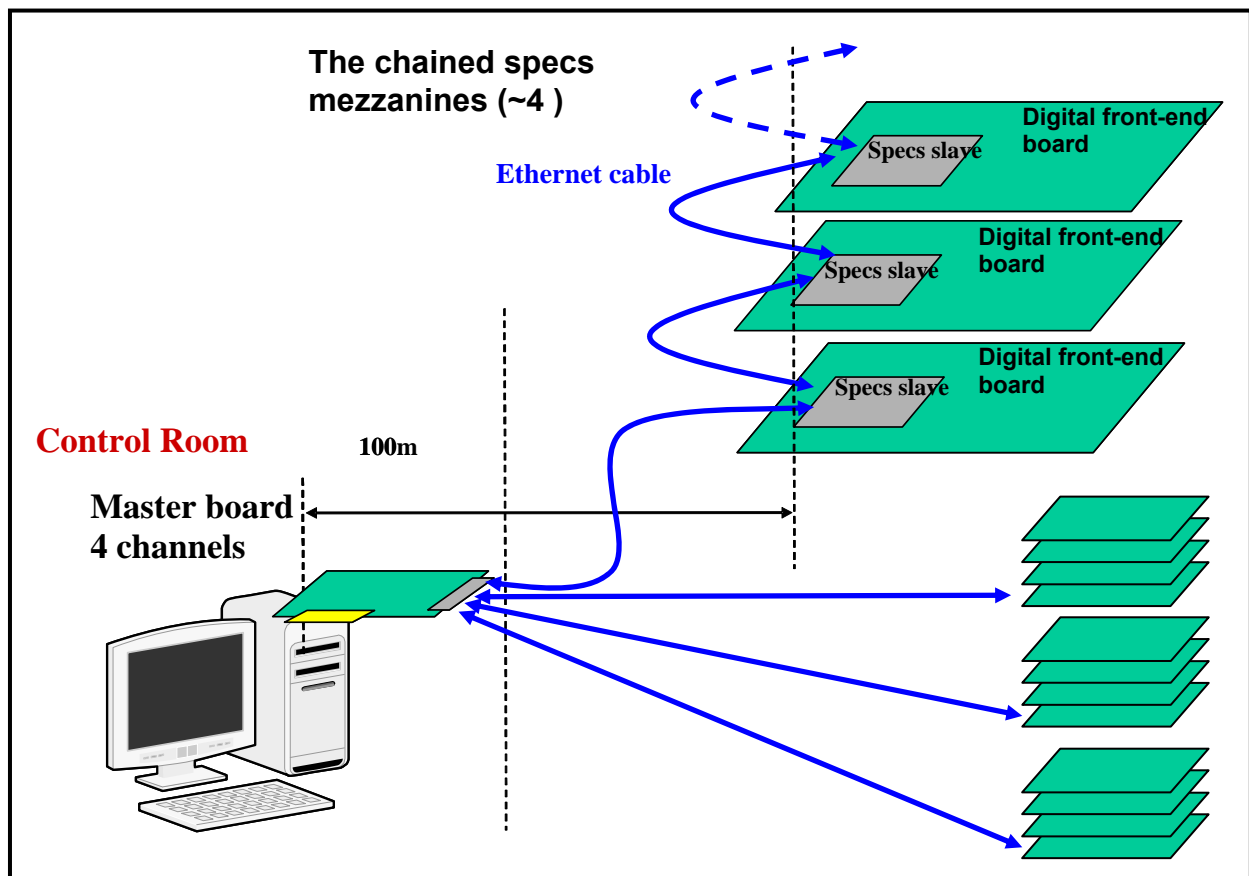 The chained specs
mezzanines (~4 )
Digital front-end
board
Specs slave
Ethernet cable
Digital front-end
board
Specs slave
Digital front-end
board
Specs slave
Control Room
100m
Master board
4 channels